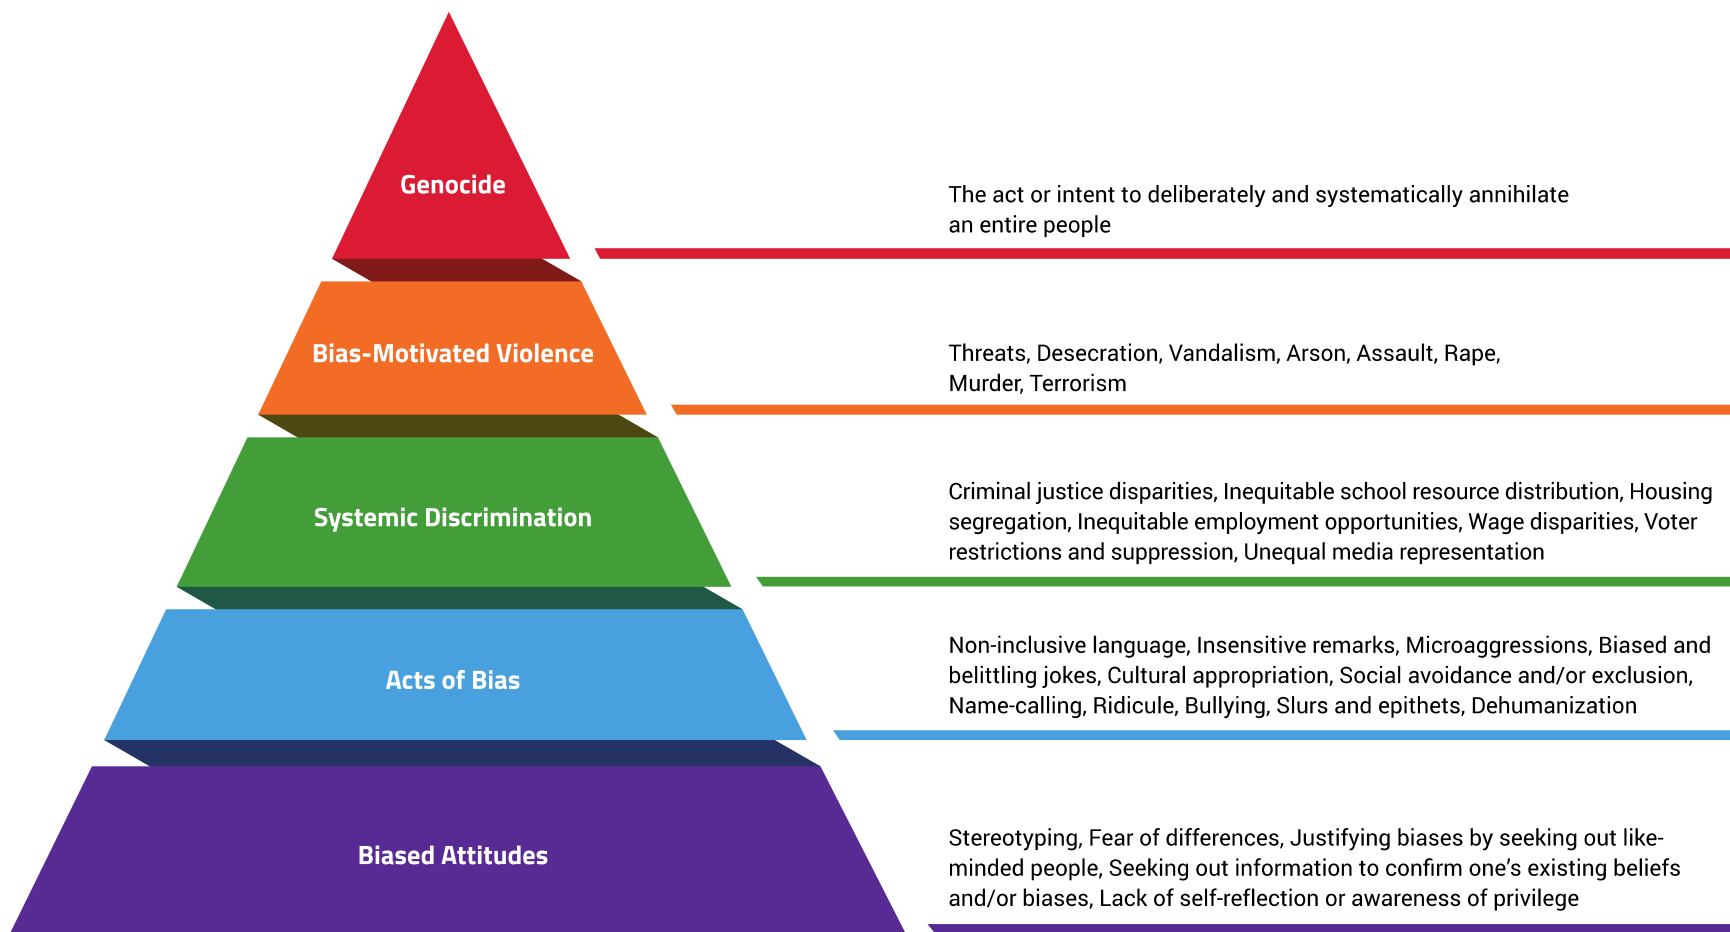 Genocide
The act or intent to deliberately and systematically annihilate
an entire people
Bias-Motivated Violence
Threats, Desecration, Vandalism, Arson, Assault, Rape,
Murder, Terrorism
Systemic Discrimination
Criminal justice disparities, Inequitable school resource distribution, Housing
segregation, Inequitable employment opportunities, Wage disparities, Voter
restrictions and suppression, Unequal media representation
Acts of Bias
Non-inclusive language, Insensitive remarks, Microaggressions, Biased and
belittling jokes, Cultural appropriation, Social avoidance and/or exclusion,
Name-calling, Ridicule, Bullying, Slurs and epithets, Dehumanization
Biased Attitudes
Stereotyping, Fear of differences, Justifying biases by seeking out like-
minded people, Seeking out information to confirm one’s existing beliefs
and/or biases, Lack of self-reflection or awareness of privilege